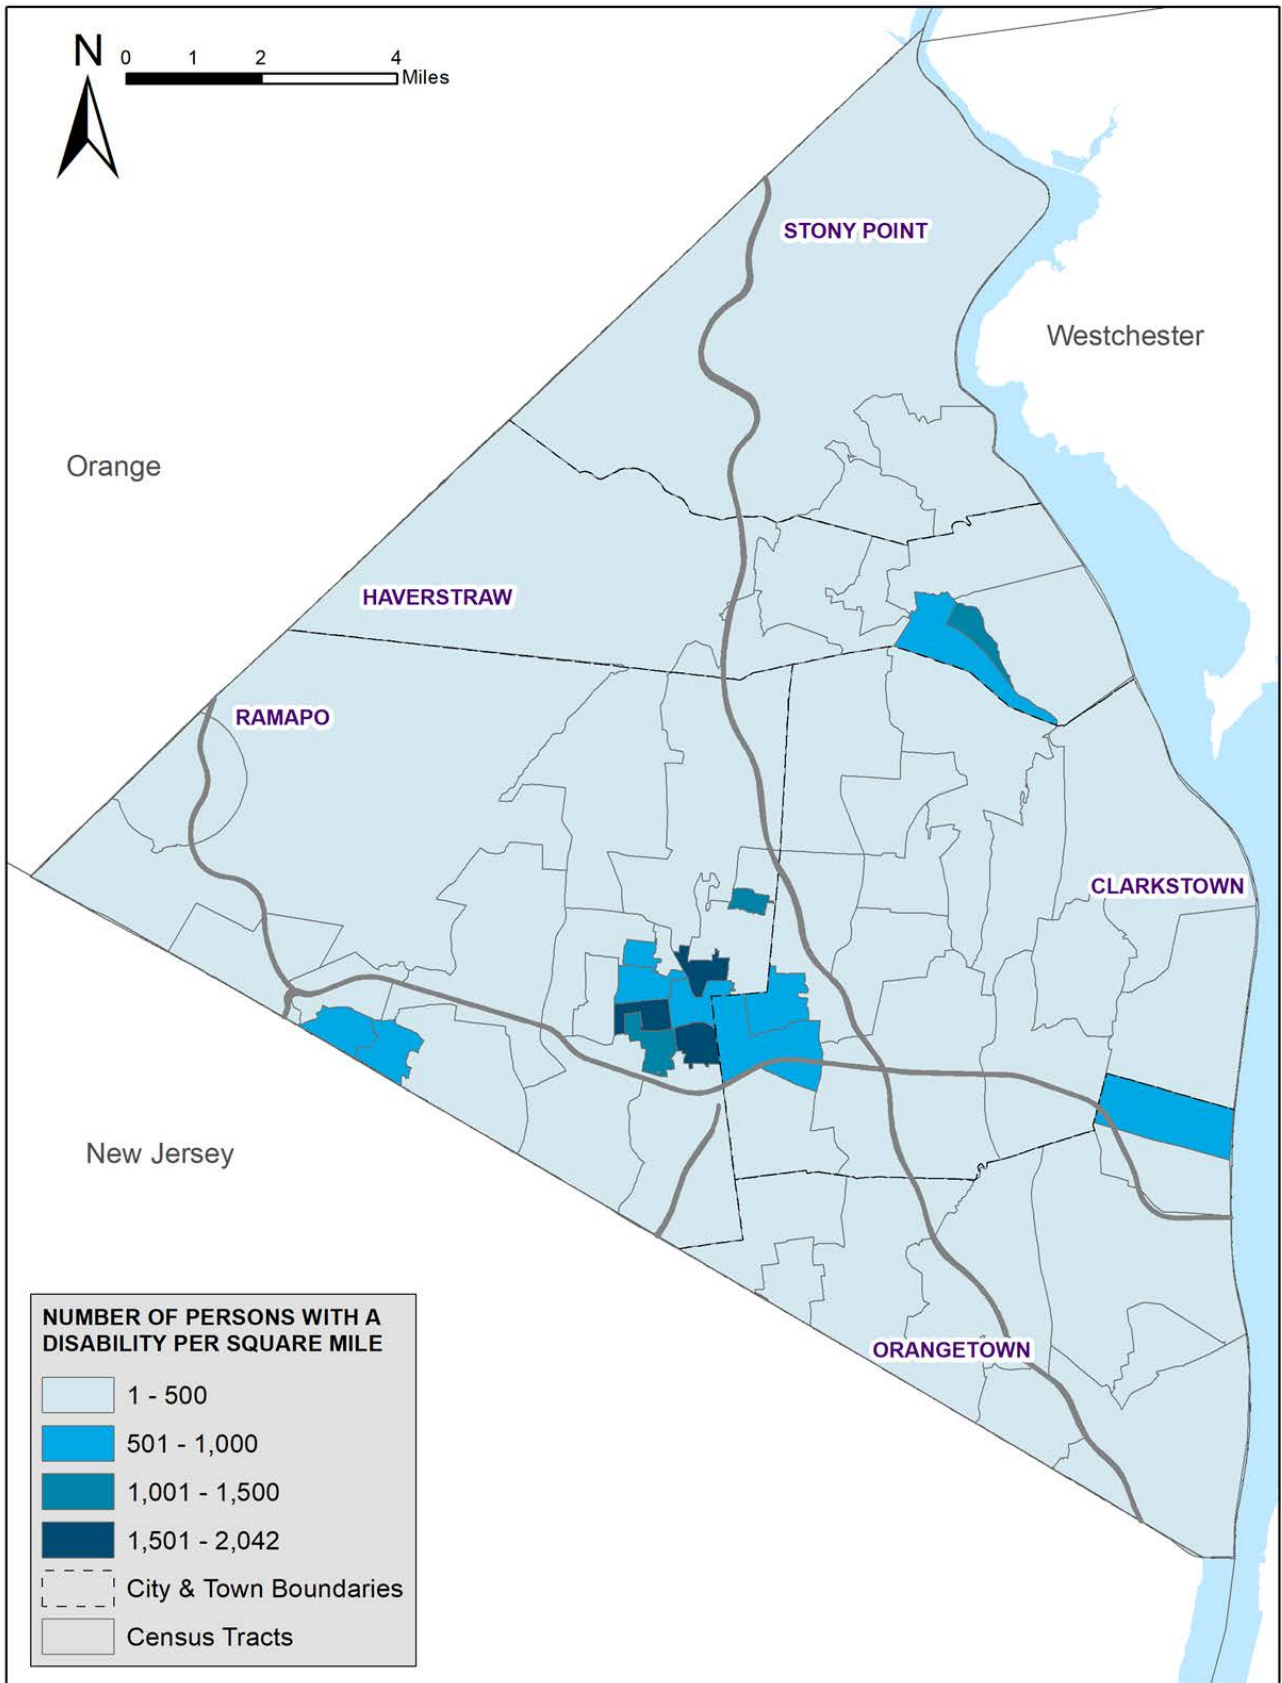 N
0 1 2 4
Miles
STONY POINT
Westchester
Orange
HAVERSTRAW
RAMAPO
CLARKSTOWN
New Jersey
ORANGETOWN
NUMBER OF PERSONS WITH A
DISABILITY PER SQUARE MILE
1 - 500
501 - 1,000
1,001 - 1,500
1,501 - 2,042
City & Town Boundaries
Census Tracts